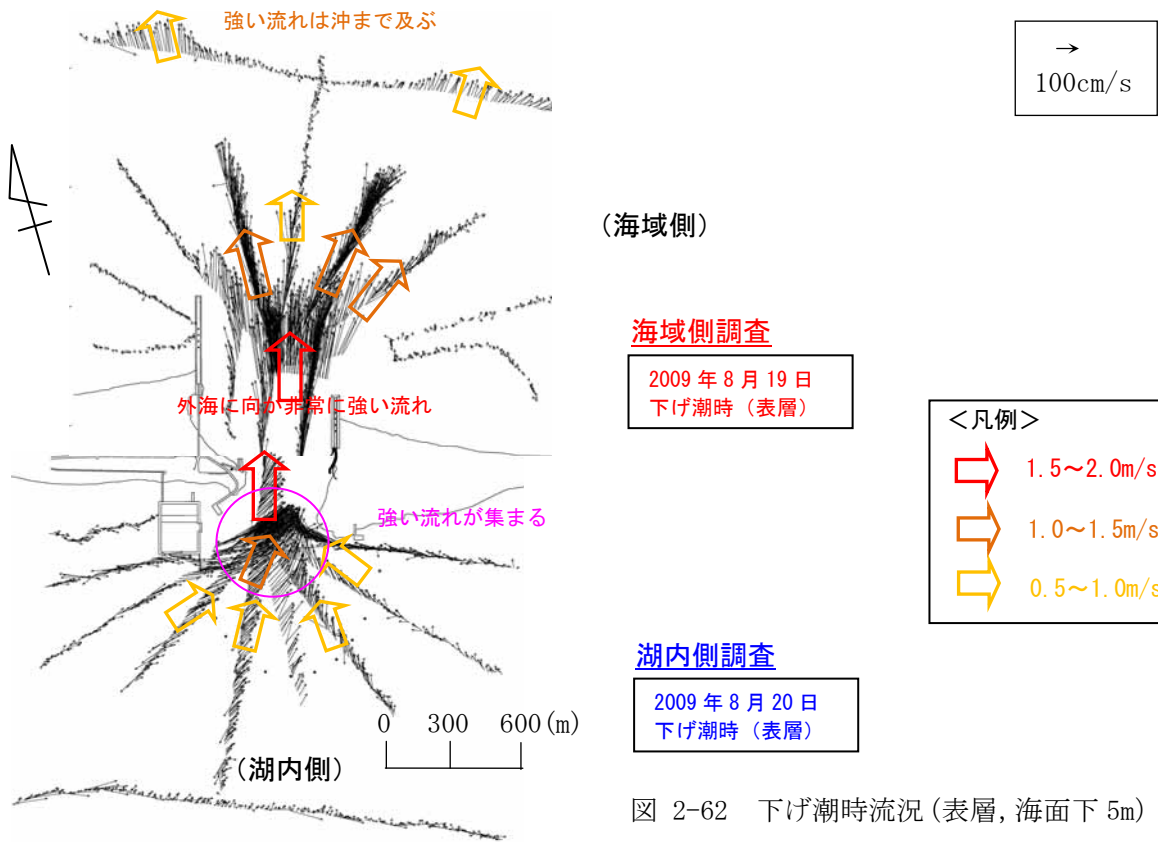 強い流れは沖まで及ぶ
→
100cm/s
(海域側)
海域側調査
2009 年 8 月 19 日
下げ潮時（表層）
外海に向か非常に強い流れ
＜凡例＞
1.5～2.0m/s
1.0～1.5m/s
0.5～1.0m/s
強い流れが集まる
湖内側調査
2009 年 8 月 20 日
下げ潮時（表層）
0 300 600(m)
(湖内側)
図 2-62 下げ潮時流況(表層,海面下 5m)